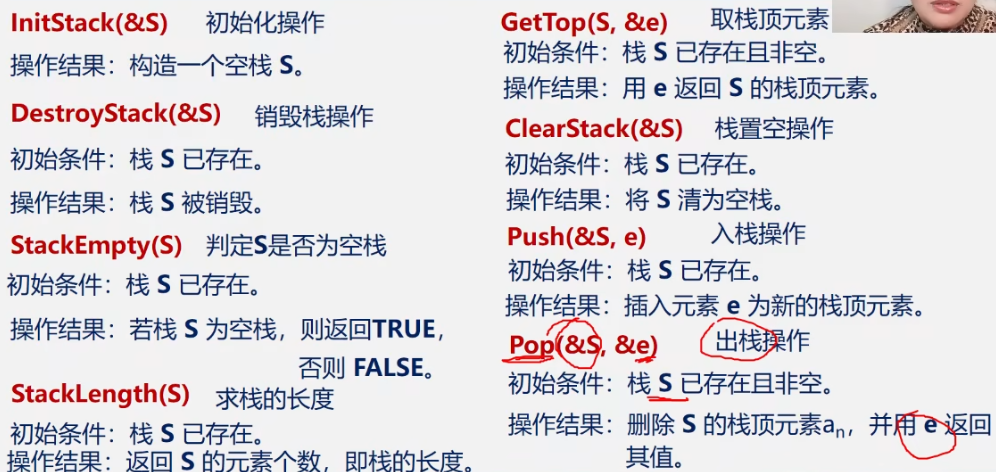 InitStack(&S) 初始化操作
操作结果：构造一个空栈 S。
DestroyStack(&S) 销毁栈操作
初始条件：栈 S 已存在。
操作结果：栈 S 被销毁。
StackEmpty(S) 判定S是否为空栈
初始条件：栈 S 已存在。
操作结果：若栈 S 为空栈，则返回TRUE，
否则 FALSE。
StackLength(S) 求栈的长度
初始条件：栈 S 已存在。
操作结果：返回 S 的元素个数，即栈的长度。
GetTop(S, &e) 取栈顶元素
初始条件：栈 S 已存在且非空。
操作结果：用 e 返回 S 的栈顶元素。
ClearStack(&S) 栈置空操作
初始条件：栈 S 已存在。
操作结果：将 S 清为空栈。
Push(&S, e) 入栈操作
初始条件：栈 S 已存在。
操作结果：插入元素 e 为新的栈顶元素。
Pop(&S, &e) 出栈操作
初始条件：栈 S 已存在且非空。
操作结果：删除 S 的栈顶元素aₙ，并用 e 返回
其值。